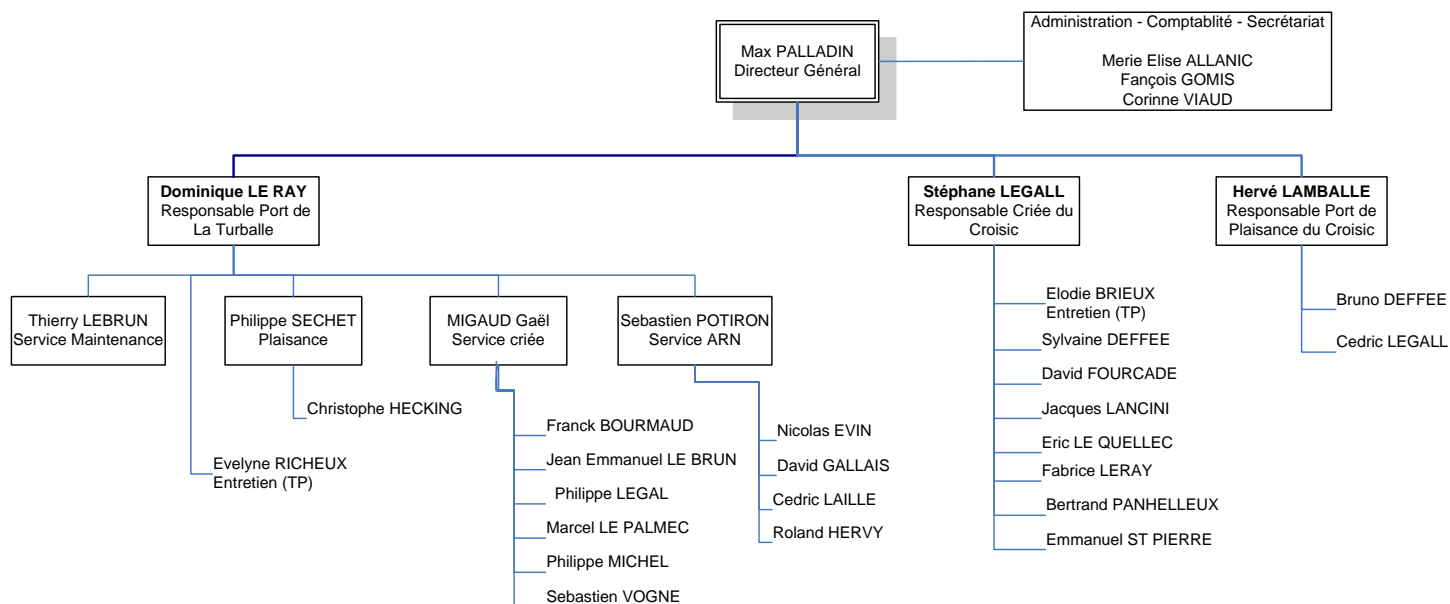 Max PALLADIN
Directeur Général
Administration - Comptablité - Secrétariat
Merie Elise ALLANIC
Fançois GOMIS
Corinne VIAUD
Dominique LE RAY
Responsable Port de
La Turballe
Stéphane LEGALL
Responsable Criée du
Croisic
Hervé LAMBALLE
Responsable Port de
Plaisance du Croisic
Thierry LEBRUN
Service Maintenance
Philippe SECHET
Plaisance
MIGAUD Gaël
Service criée
Sebastien POTIRON
Service ARN
Christophe HECKING
Evelyne RICHEUX
Entretien (TP)
Franck BOURMAUD
Jean Emmanuel LE BRUN
Philippe LEGAL
Marcel LE PALMEC
Philippe MICHEL
Sebastien VOGNE
Nicolas EVIN
David GALLAIS
Cedric LAILLE
Roland HERVY
Elodie BRIEUX
Entretien (TP)
Sylvaine DEFFEE
David FOURCADE
Jacques LANCINI
Eric LE QUELLEC
Fabrice LERAY
Bertrand PANHELLEUX
Emmanuel ST PIERRE
Bruno DEFFEE
Cedric LEGALL